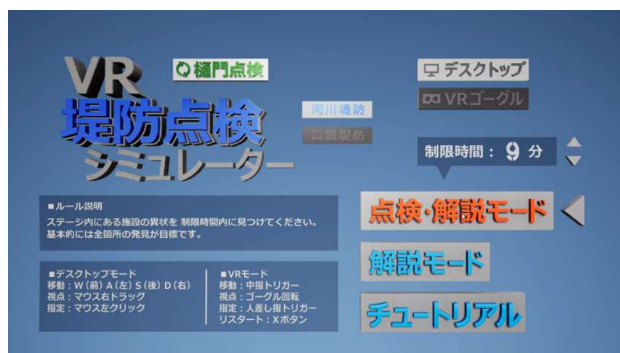 VR
堤防点検
シミュレーター
樋門点検
河川堤防
デスクトップ
VRゴーグル
制限時間： 9 分
■ルール説明
ステージ内にある施設の異状を 制限時間内に見つけてください。
基本的には全箇所の発見が目標です。
■デスクトップモード
移動：W(前) A(左) S(後) D(右)
視点：マウス右ドラッグ
指定：マウス左クリック
■VRモード
移動：中指トリガー
視点：ゴーグル回転
指定：人差し指トリガー
リスタート：Xボタン
点検・解説モード
解説モード
チュートリアル